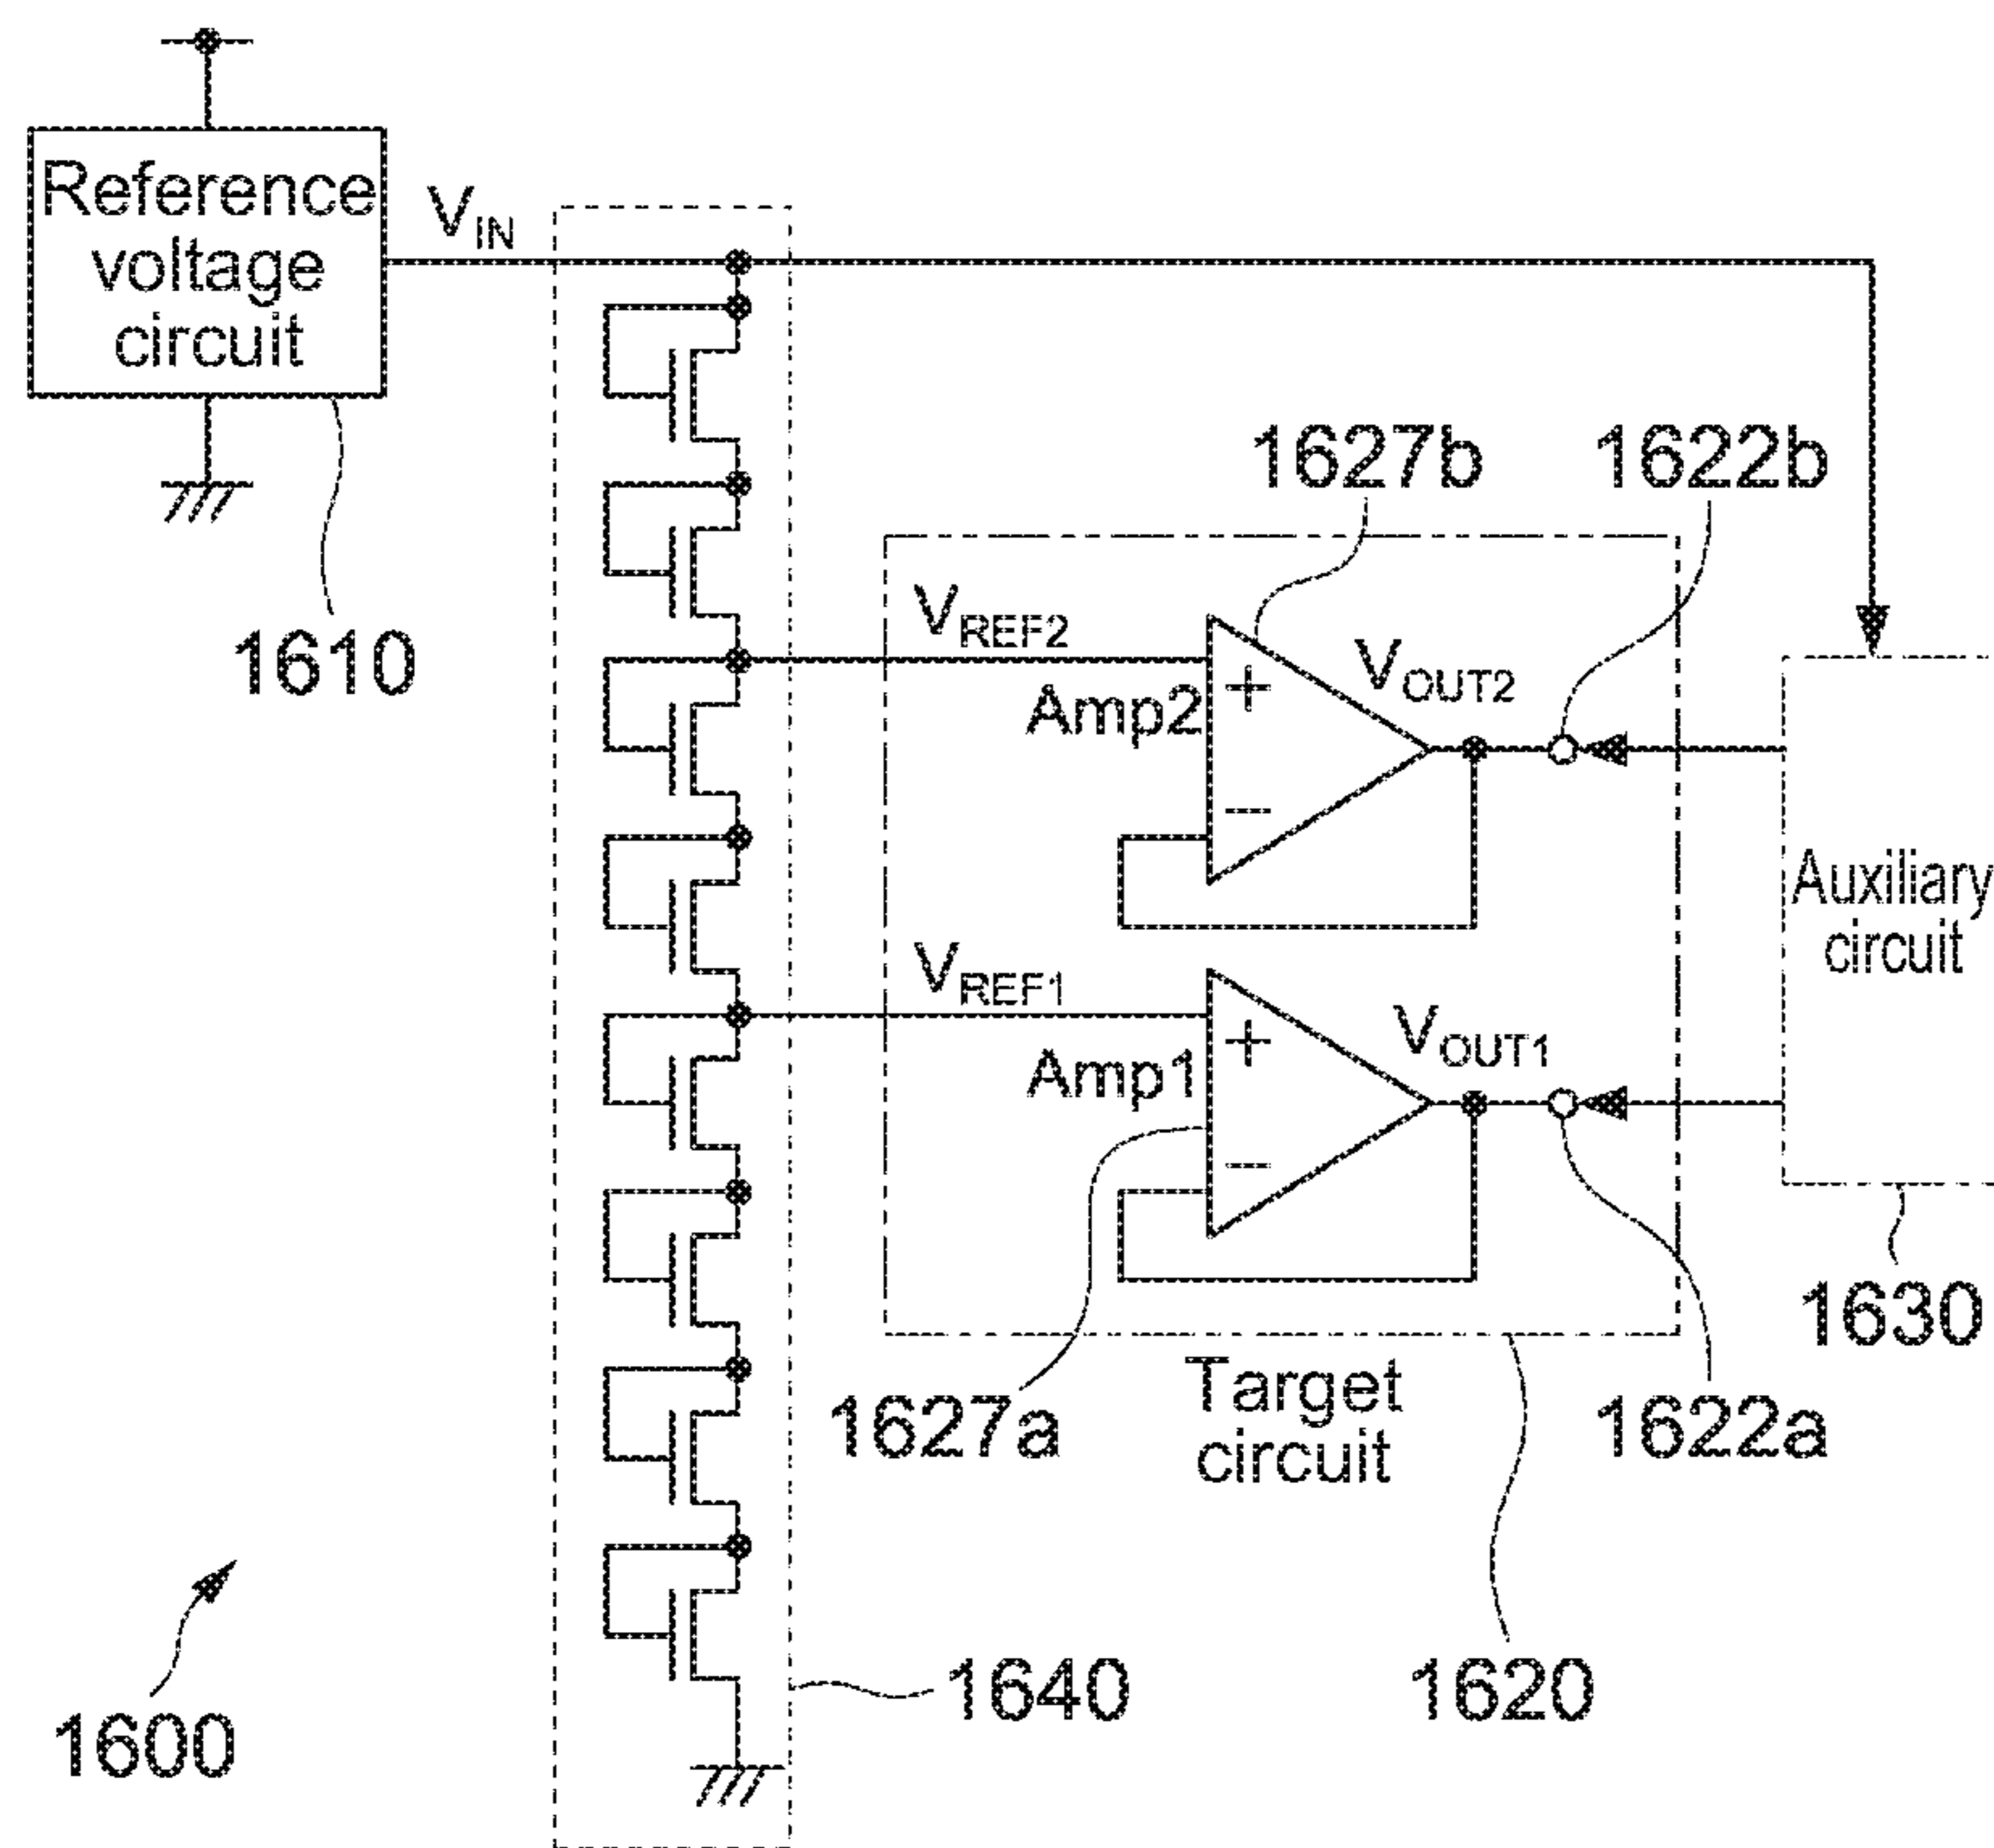 Reference
voltage
circuit
V_IN
1610
1627b
1622b
V_REF2
Amp2
+
−
V_OUT2
Auxiliary
circuit
V_REF1
Amp1
+
−
V_OUT1
1630
1627a
Target
circuit
1622a
1640
1620
1600